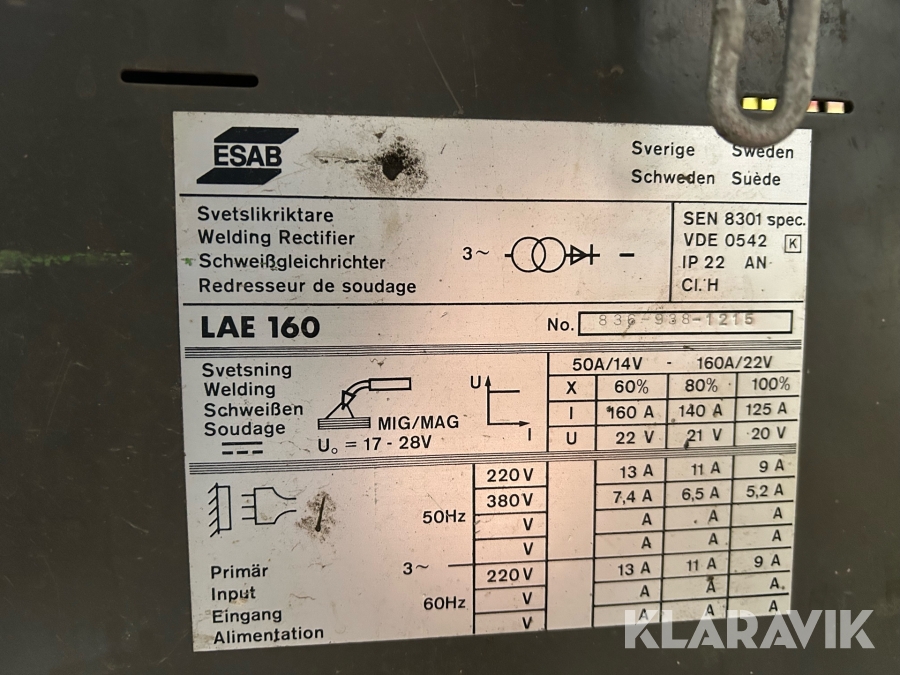 ESAB
Sverige Sweden
Schweden Suède
Svetslikriktare
Welding Rectifier
Schweißgleichrichter
Redresseur de soudage
3~
SEN 8301 spec.
VDE 0542 K
IP 22 AN
Cl. H
LAE 160
No. 836-938-1215
Svetsning
Welding
Schweißen
Soudage
MIG/MAG
U₀ = 17 - 28V
U
I
50A/14V - 160A/22V
X 60% 80% 100%
I 160 A 140 A 125 A
U 22 V 21 V 20 V
Primär
Input
Eingang
Alimentation
3~
50Hz
220V 13 A 11 A 9 A
380V 7,4 A 6,5 A 5,2 A
V A A A
V A A A
60Hz
220V 13 A 11 A 9 A
V A A A
V A A A
KLARAVIK